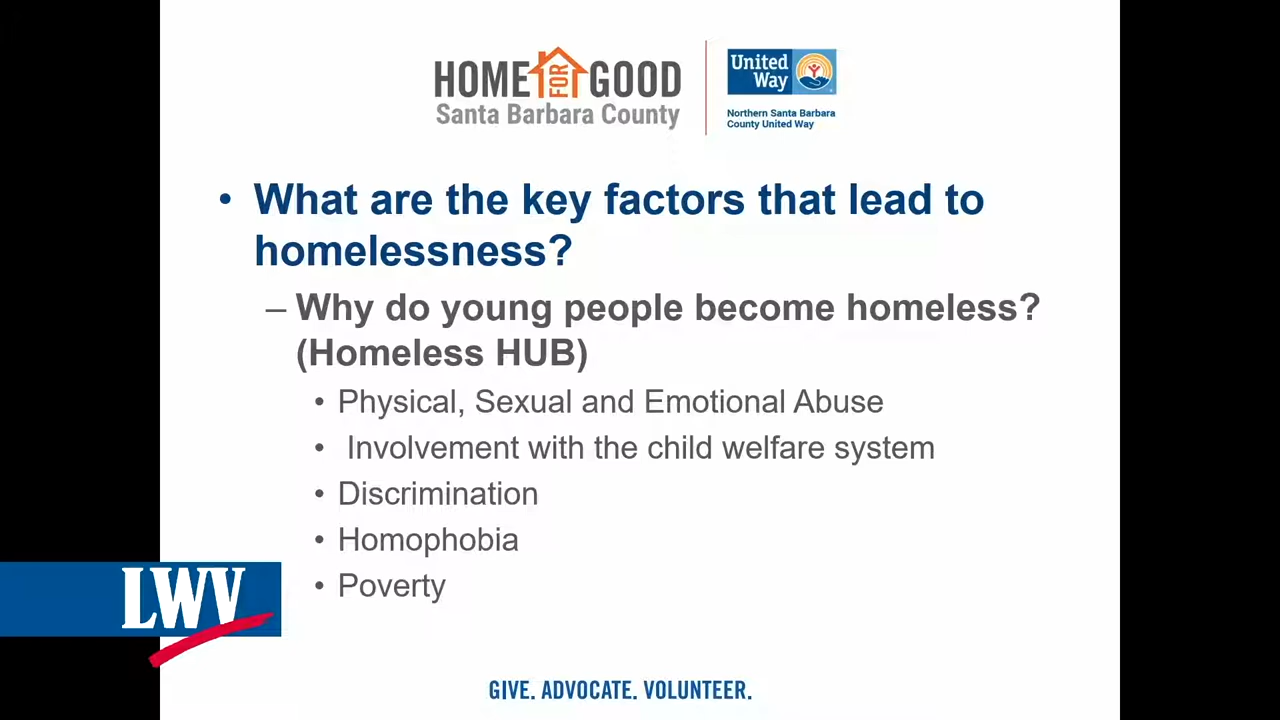 HOME FOR GOOD
Santa Barbara County
United
Way
Northern Santa Barbara
County United Way
• What are the key factors that lead to
homelessness?
– Why do young people become homeless?
(Homeless HUB)
• Physical, Sexual and Emotional Abuse
• Involvement with the child welfare system
• Discrimination
• Homophobia
• Poverty
LWV
GIVE. ADVOCATE. VOLUNTEER.